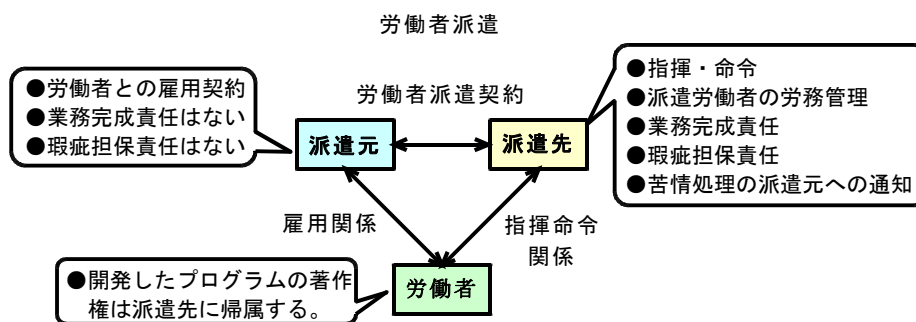 労働者派遣
●労働者との雇用契約
●業務完成責任はない
●瑕疵担保責任はない
労働者派遣契約
派遣元
派遣先
●指揮・命令
●派遣労働者の労務管理
●業務完成責任
●瑕疵担保責任
●苦情処理の派遣元への通知
雇用関係
指揮命令
関係
●開発したプログラムの著作
権は派遣先に帰属する。
労働者